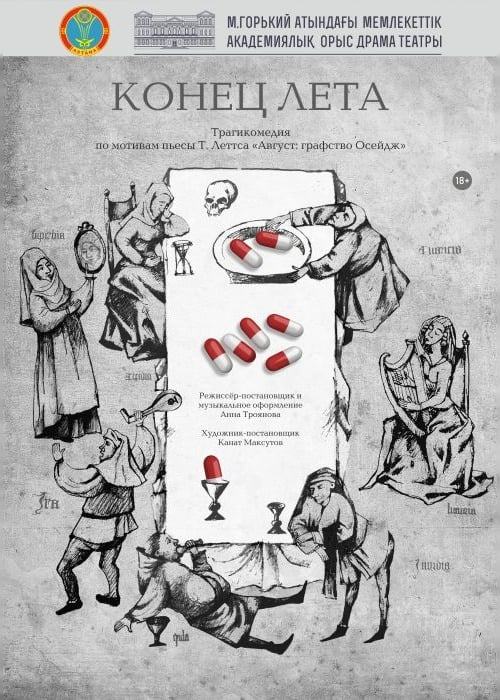 М.ГОРЬКИЙ АТЫНДАҒЫ МЕМЛЕКЕТТІК
АКАДЕМИЯЛЫҚ ОРЫС ДРАМА ТЕАТРЫ
АСТАНА
КОНЕЦ ЛЕТА
Трагикомедия
по мотивам пьесы Т. Леттса «Август: графство Осейдж»
18+
Режиссёр-постановщик и
музыкальное оформление
Анна Троянова
Художник-постановщик
Канат Максутов